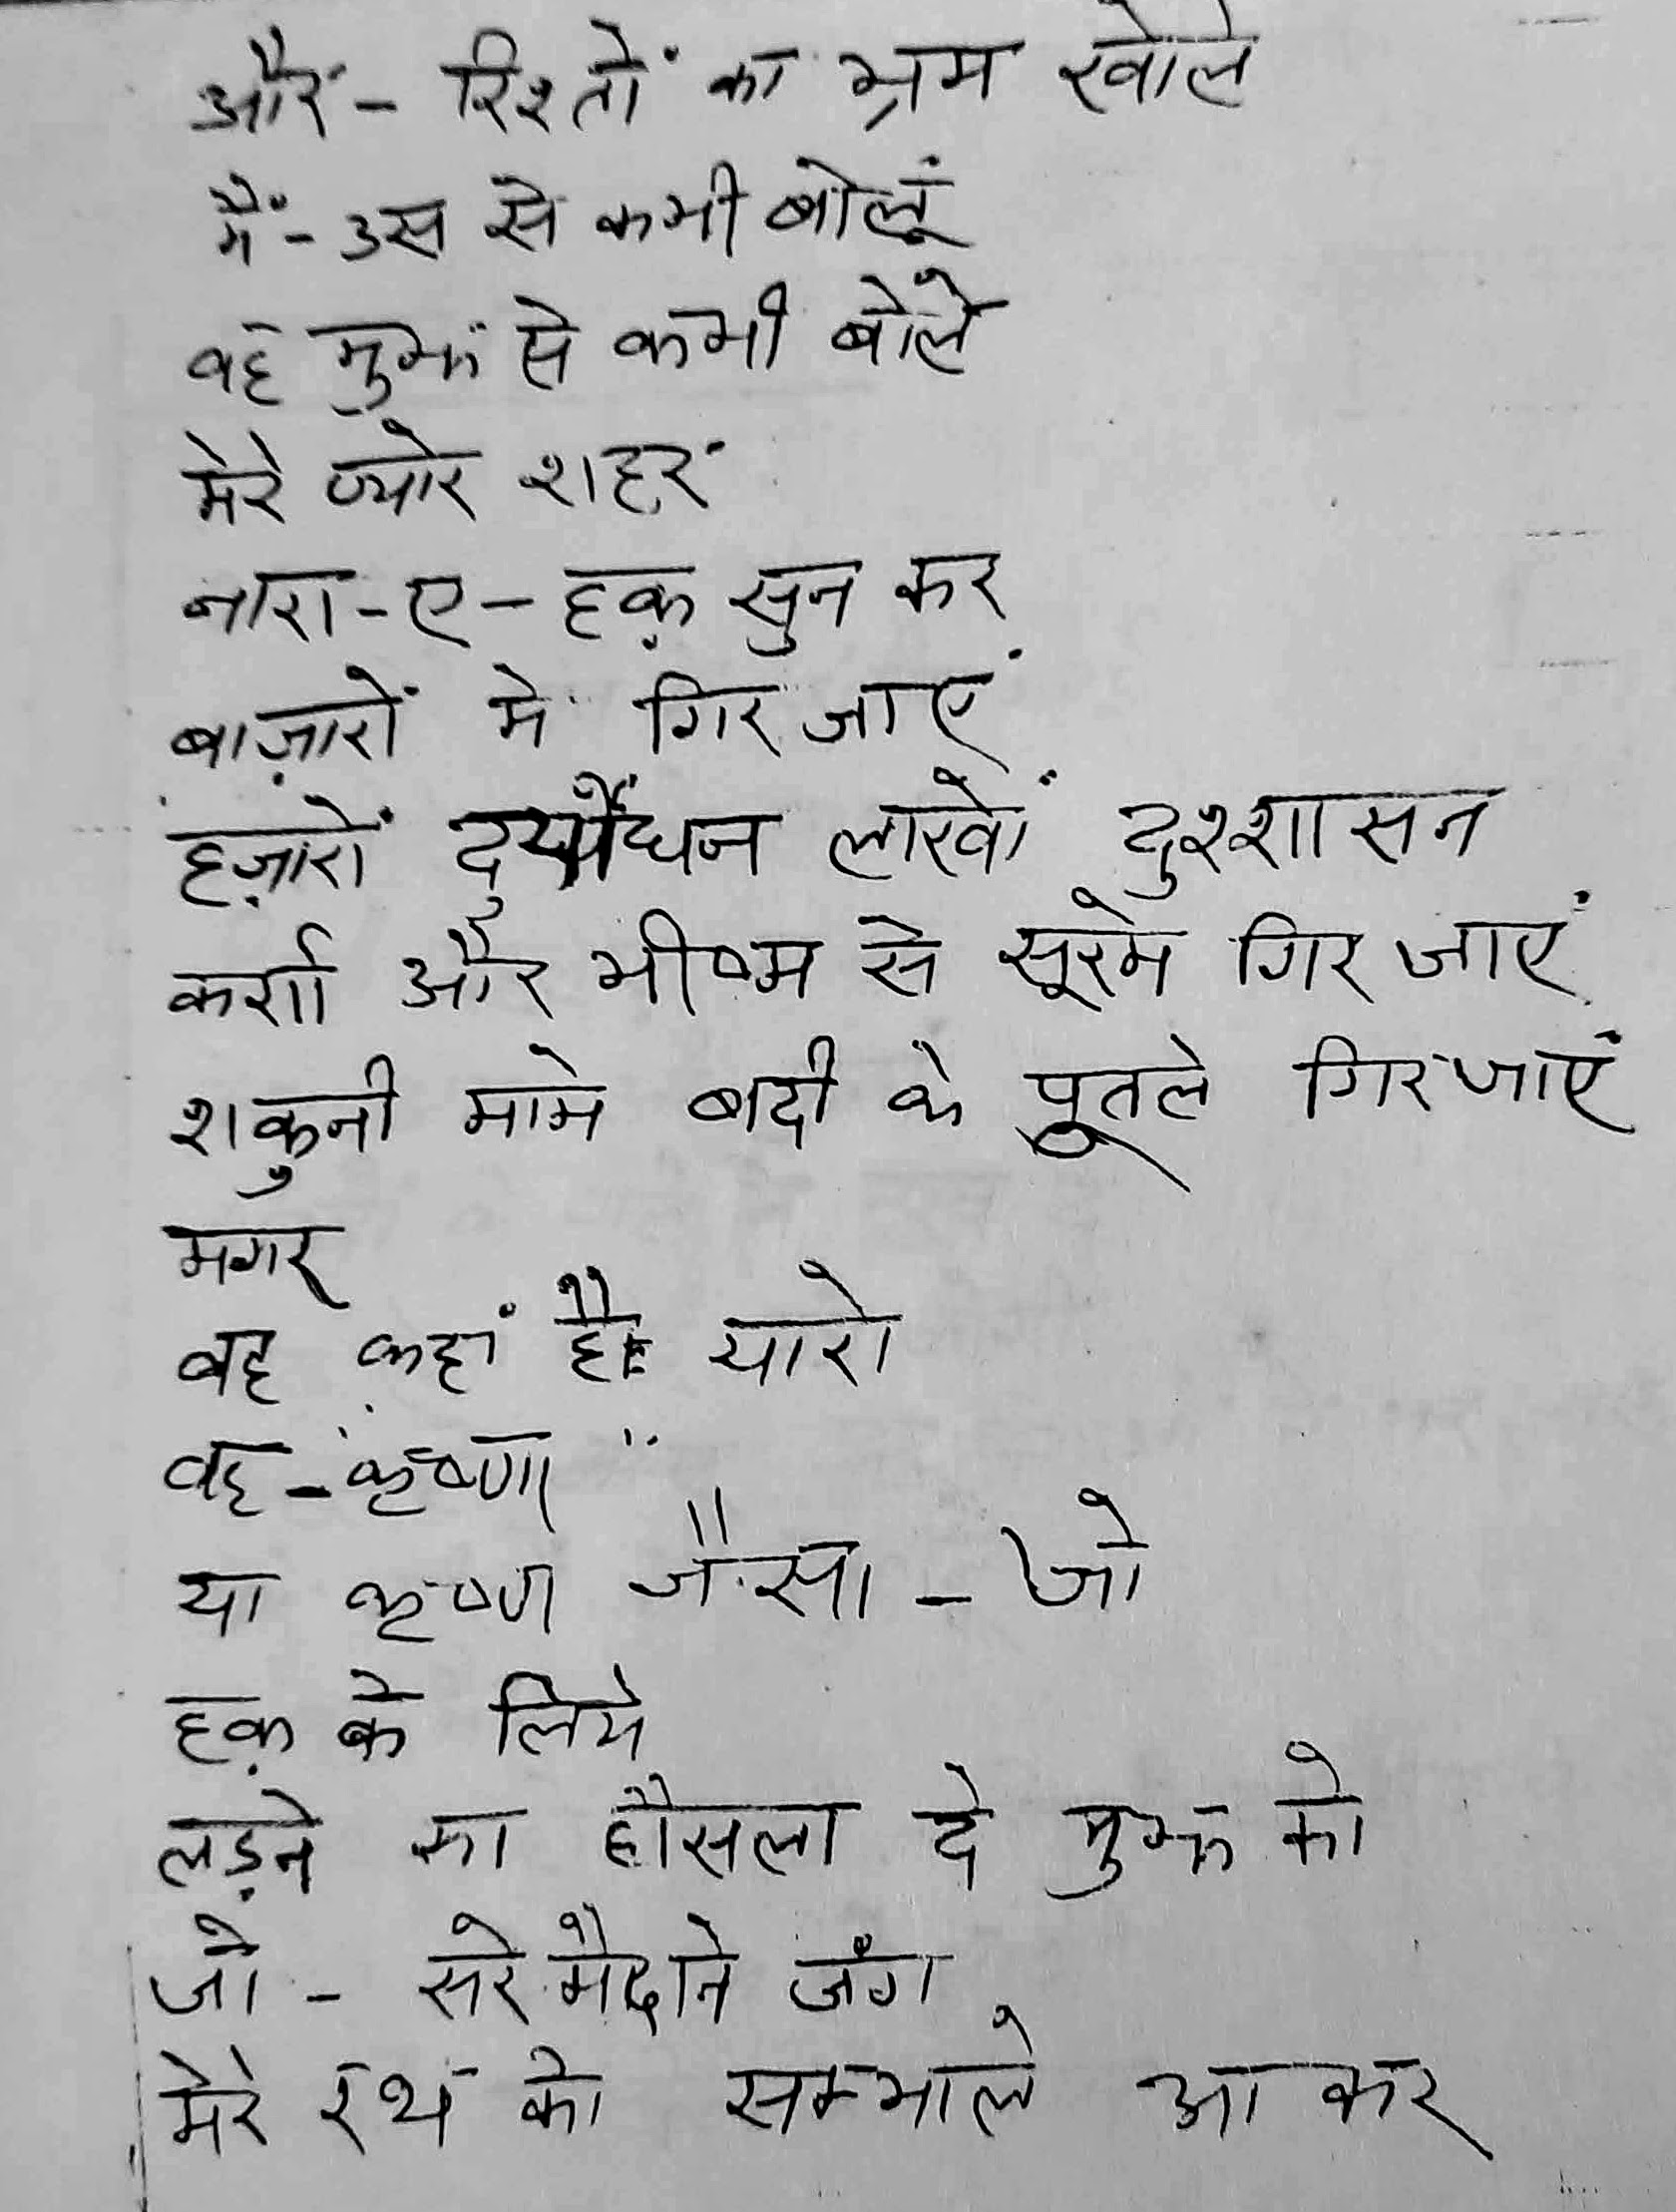 और - रिश्तों का भ्रम खोले
मैं - उस से कभी बोलूं
वह मुझ से कभी बोले
मेरे प्यारे शहर
नारा - ए - हक़ सुन कर
बाज़ारों में गिर जाएं
हज़ारों दुर्योधन लाखों दुश्शासन
कर्ण और भीष्म से सूरमे गिर जाएं
शकुनी मामे बदी के पूतले गिर जाएं
मगर
वह कहां है यारो
वह - "कृष्ण"
या कृष्ण जैसा - जो
हक़ के लिये
लड़ने का हौसला दे मुझ को
जो - सरे मैदाने जंग
मेरे रथ को सम्भाले आ कर